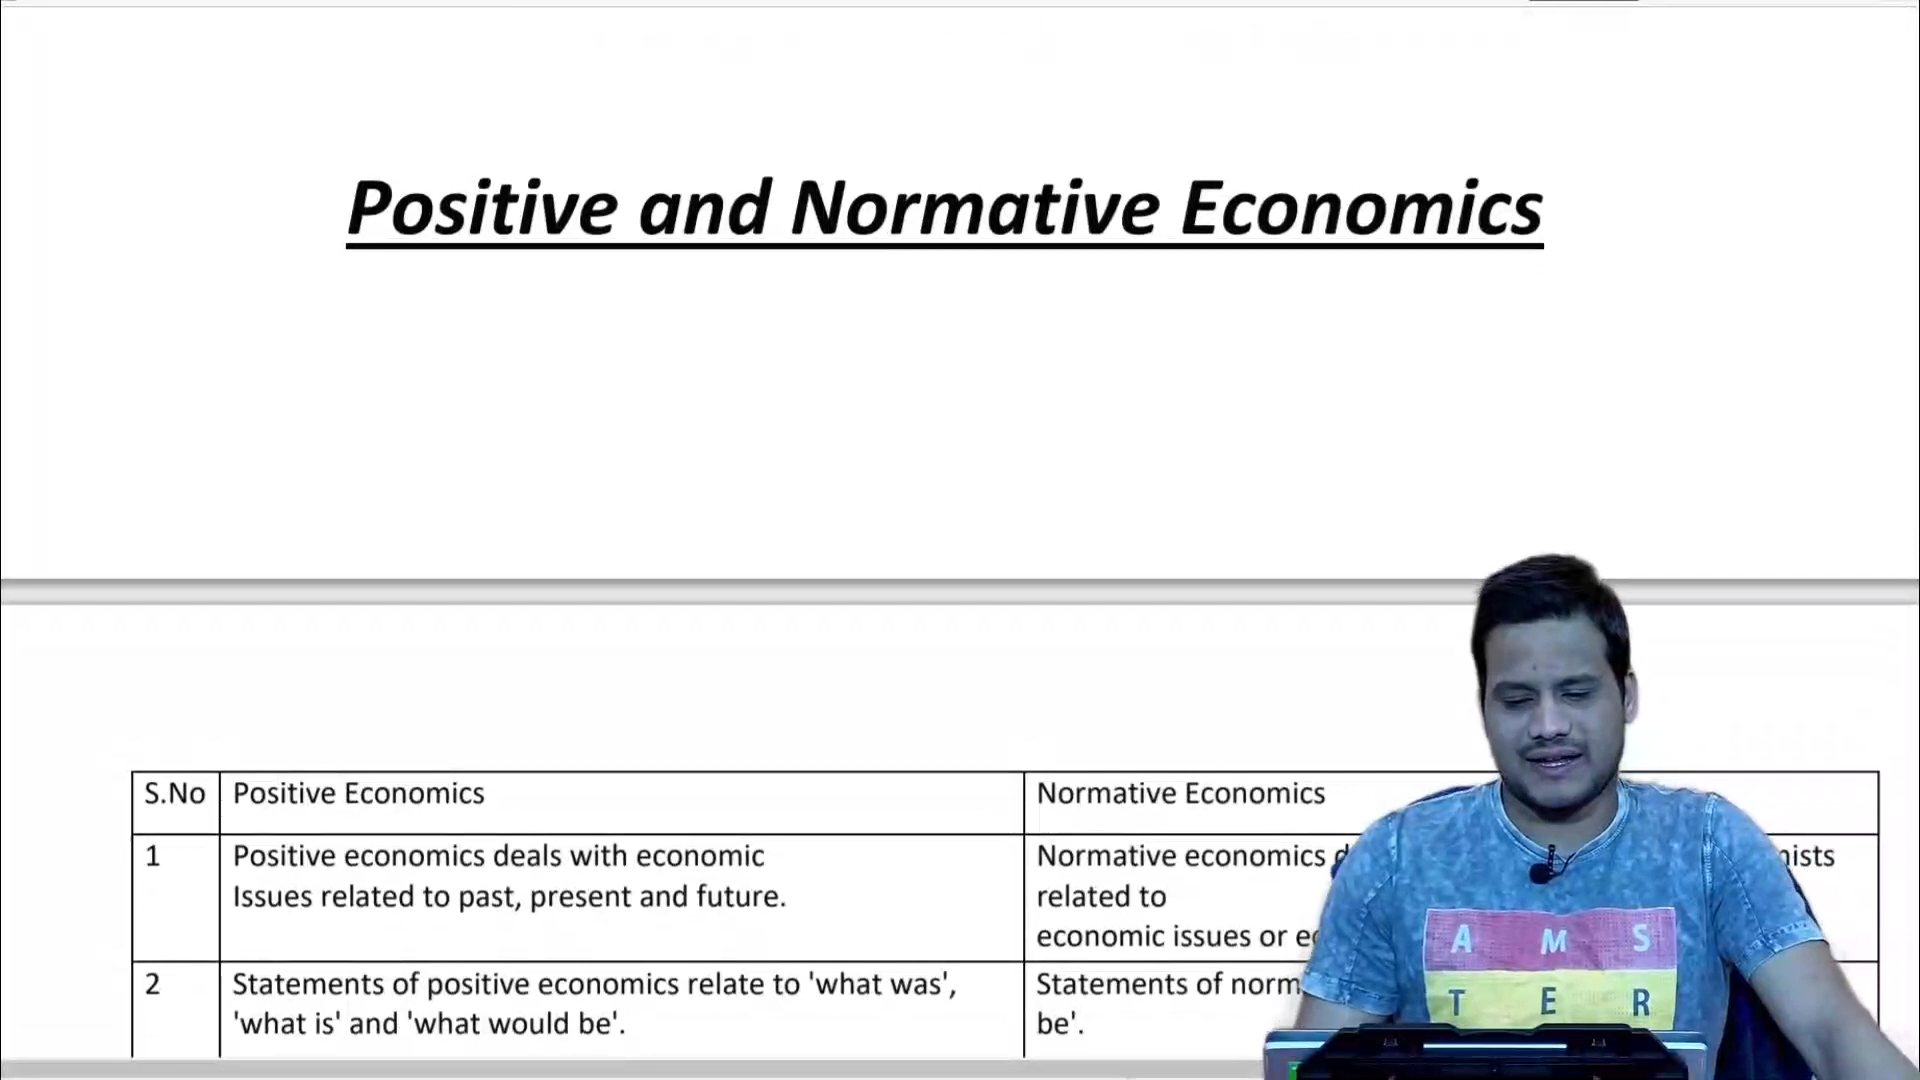 Positive and Normative Economics
S.No
Positive Economics
Normative Economics
1
Positive economics deals with economic
Issues related to past, present and future.
Normative economics
related to
economic issues or
2
Statements of positive economics relate to 'what was',
'what is' and 'what would be'.
Statements of
be'.
A M S
T E R